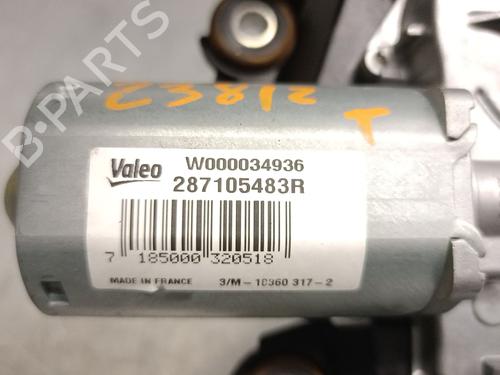 B-PARTS
C3812
T
Valeo
W000034936
287105483R
7 185000 320518
MADE IN FRANCE
3/M-10360 317-2